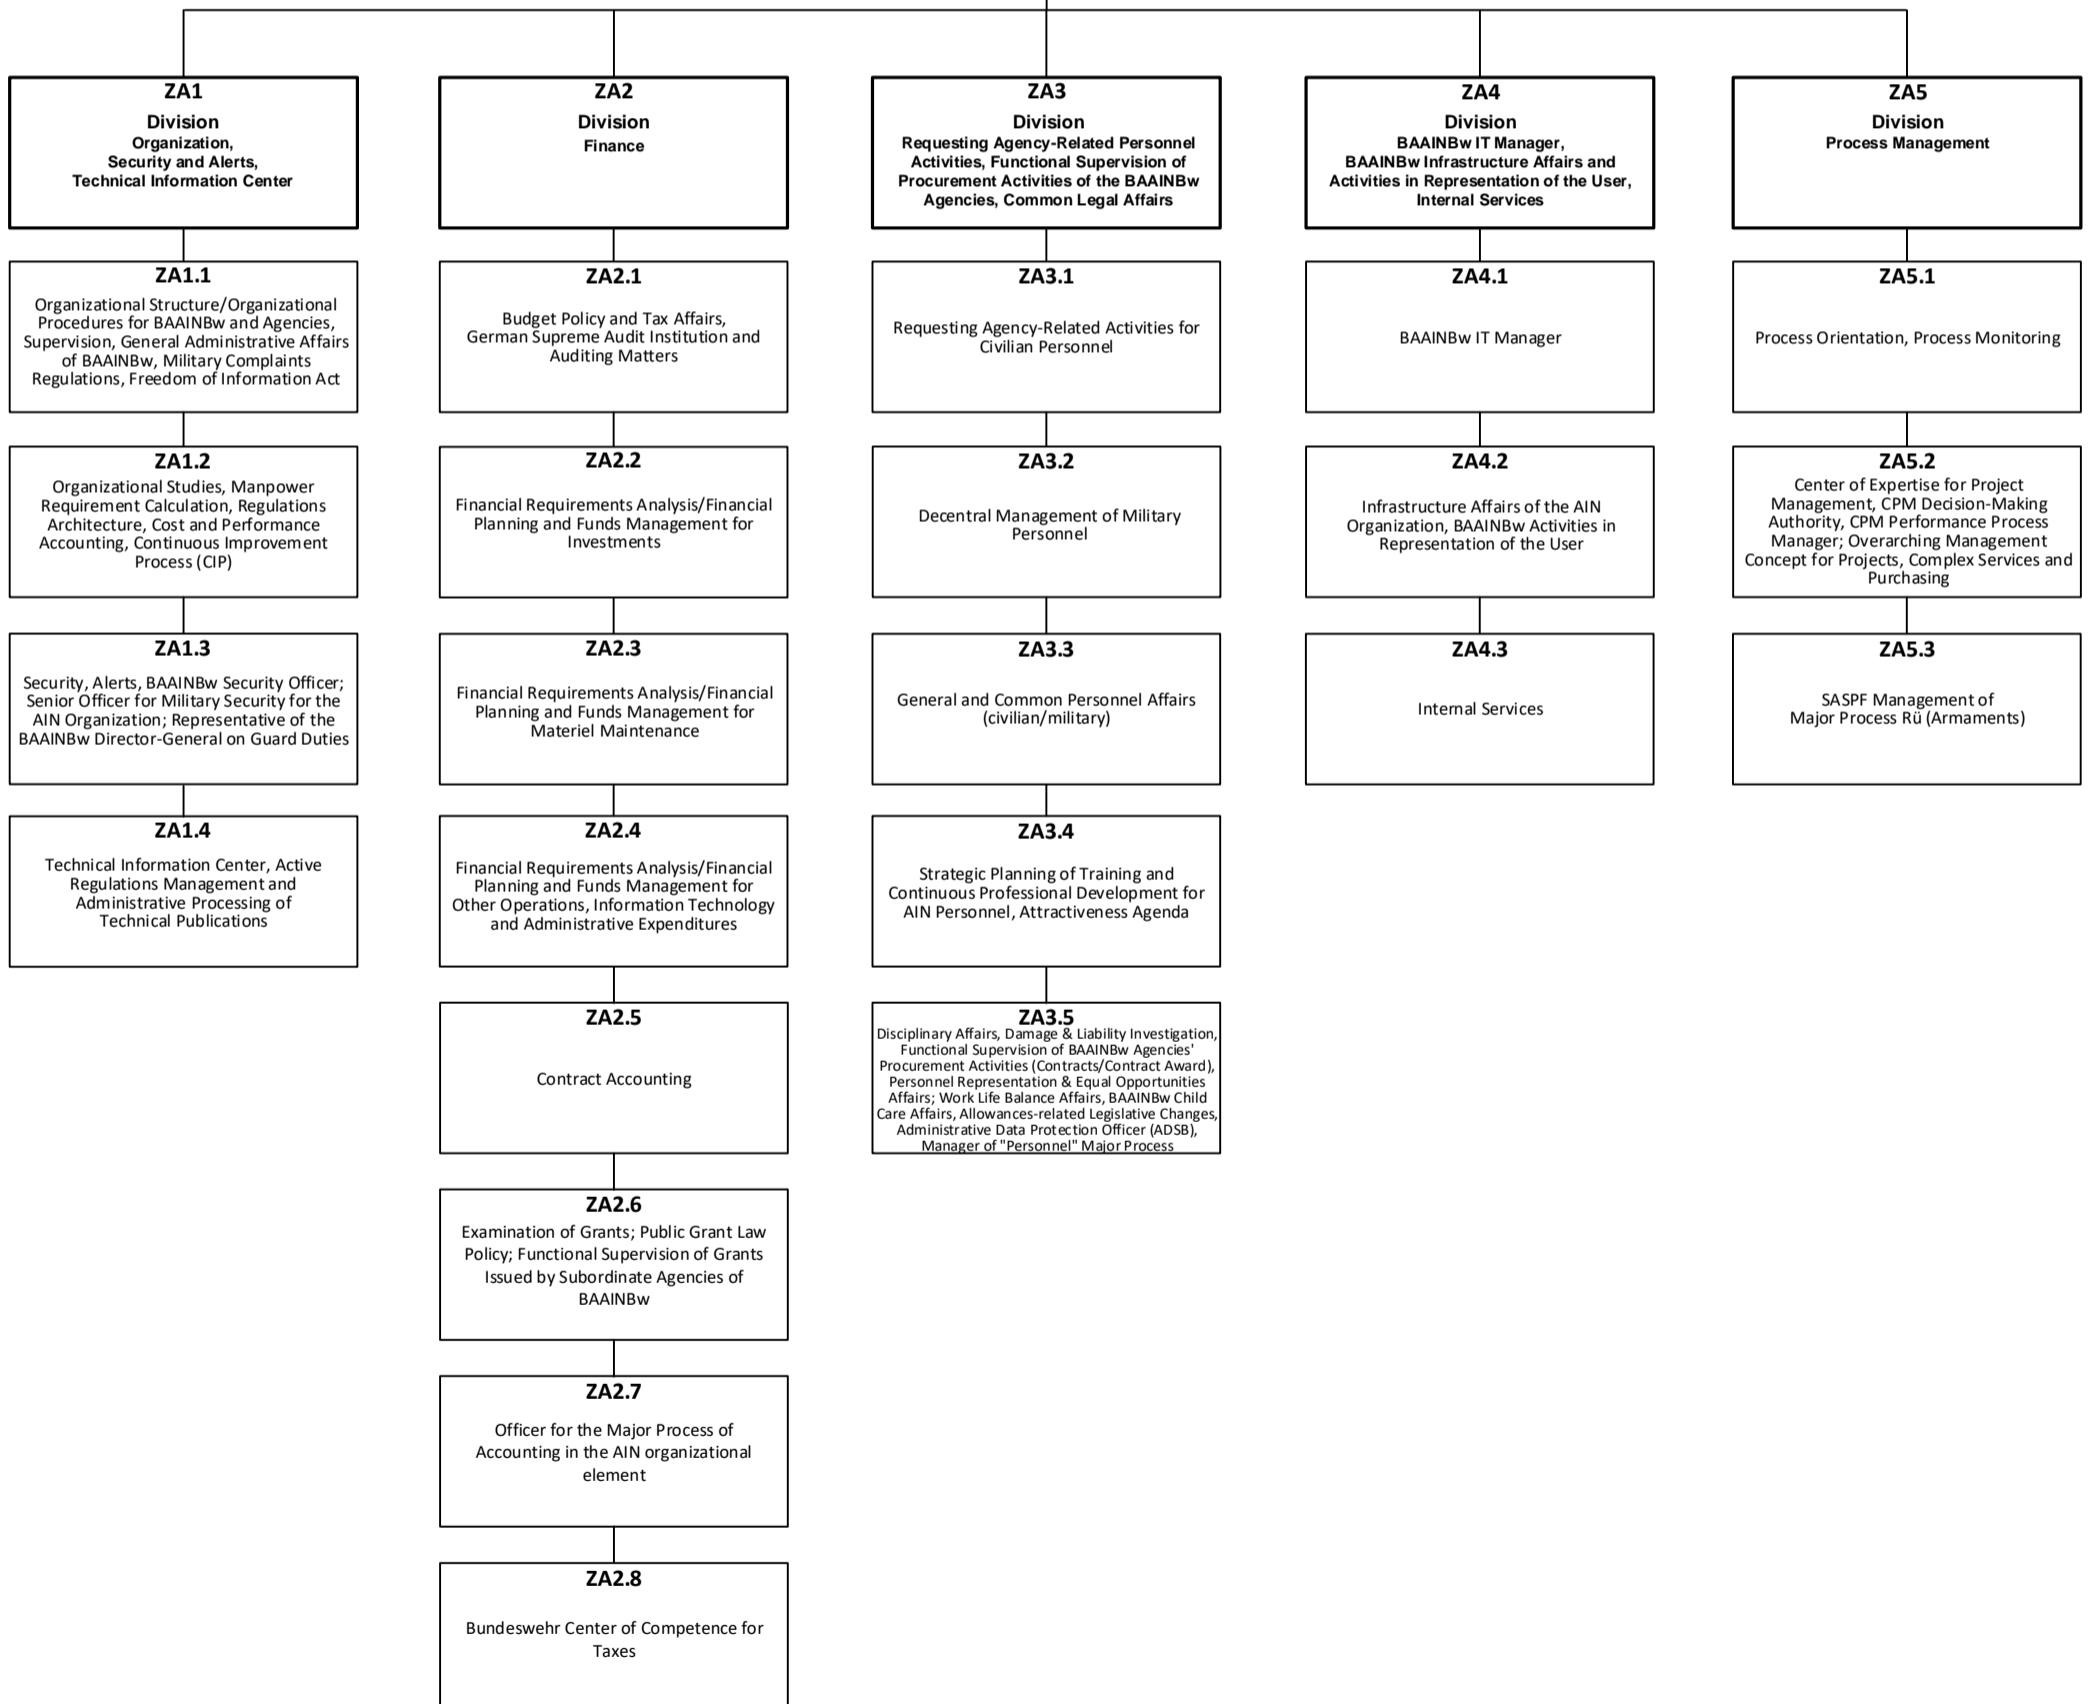 ZA1
Division
Organization,
Security and Alerts,
Technical Information Center
ZA1.1
Organizational Structure/Organizational
Procedures for BAAINBw and Agencies,
Supervision, General Administrative Affairs
of BAAINBw, Military Complaints
Regulations, Freedom of Information Act
ZA1.2
Organizational Studies, Manpower
Requirement Calculation, Regulations
Architecture, Cost and Performance
Accounting, Continuous Improvement
Process (CIP)
ZA1.3
Security, Alerts, BAAINBw Security Officer;
Senior Officer for Military Security for the
AIN Organization; Representative of the
BAAINBw Director-General on Guard Duties
ZA1.4
Technical Information Center, Active
Regulations Management and
Administrative Processing of
Technical Publications
ZA2
Division
Finance
ZA2.1
Budget Policy and Tax Affairs,
German Supreme Audit Institution and
Auditing Matters
ZA2.2
Financial Requirements Analysis/Financial
Planning and Funds Management for
Investments
ZA2.3
Financial Requirements Analysis/Financial
Planning and Funds Management for
Materiel Maintenance
ZA2.4
Financial Requirements Analysis/Financial
Planning and Funds Management for
Other Operations, Information Technology
and Administrative Expenditures
ZA2.5
Contract Accounting
ZA2.6
Examination of Grants; Public Grant Law
Policy; Functional Supervision of Grants
Issued by Subordinate Agencies of
BAAINBw
ZA2.7
Officer for the Major Process of
Accounting in the AIN organizational
element
ZA2.8
Bundeswehr Center of Competence for
Taxes
ZA3
Division
Requesting Agency-Related Personnel
Activities, Functional Supervision of
Procurement Activities of the BAAINBw
Agencies, Common Legal Affairs
ZA3.1
Requesting Agency-Related Activities for
Civilian Personnel
ZA3.2
Decentral Management of Military
Personnel
ZA3.3
General and Common Personnel Affairs
(civilian/military)
ZA3.4
Strategic Planning of Training and
Continuous Professional Development for
AIN Personnel, Attractiveness Agenda
ZA3.5
Disciplinary Affairs, Damage & Liability Investigation,
Functional Supervision of BAAINBw Agencies'
Procurement Activities (Contracts/Contract Award),
Personnel Representation & Equal Opportunities
Affairs; Work Life Balance Affairs, BAAINBw Child
Care Affairs, Allowances-related Legislative Changes,
Administrative Data Protection Officer (ADSB),
Manager of "Personnel" Major Process
ZA4
Division
BAAINBw IT Manager,
BAAINBw Infrastructure Affairs and
Activities in Representation of the User,
Internal Services
ZA4.1
BAAINBw IT Manager
ZA4.2
Infrastructure Affairs of the AIN
Organization, BAAINBw Activities in
Representation of the User
ZA4.3
Internal Services
ZA5
Division
Process Management
ZA5.1
Process Orientation, Process Monitoring
ZA5.2
Center of Expertise for Project
Management, CPM Decision-Making
Authority, CPM Performance Process
Manager; Overarching Management
Concept for Projects, Complex Services and
Purchasing
ZA5.3
SASPF Management of
Major Process Rü (Armaments)